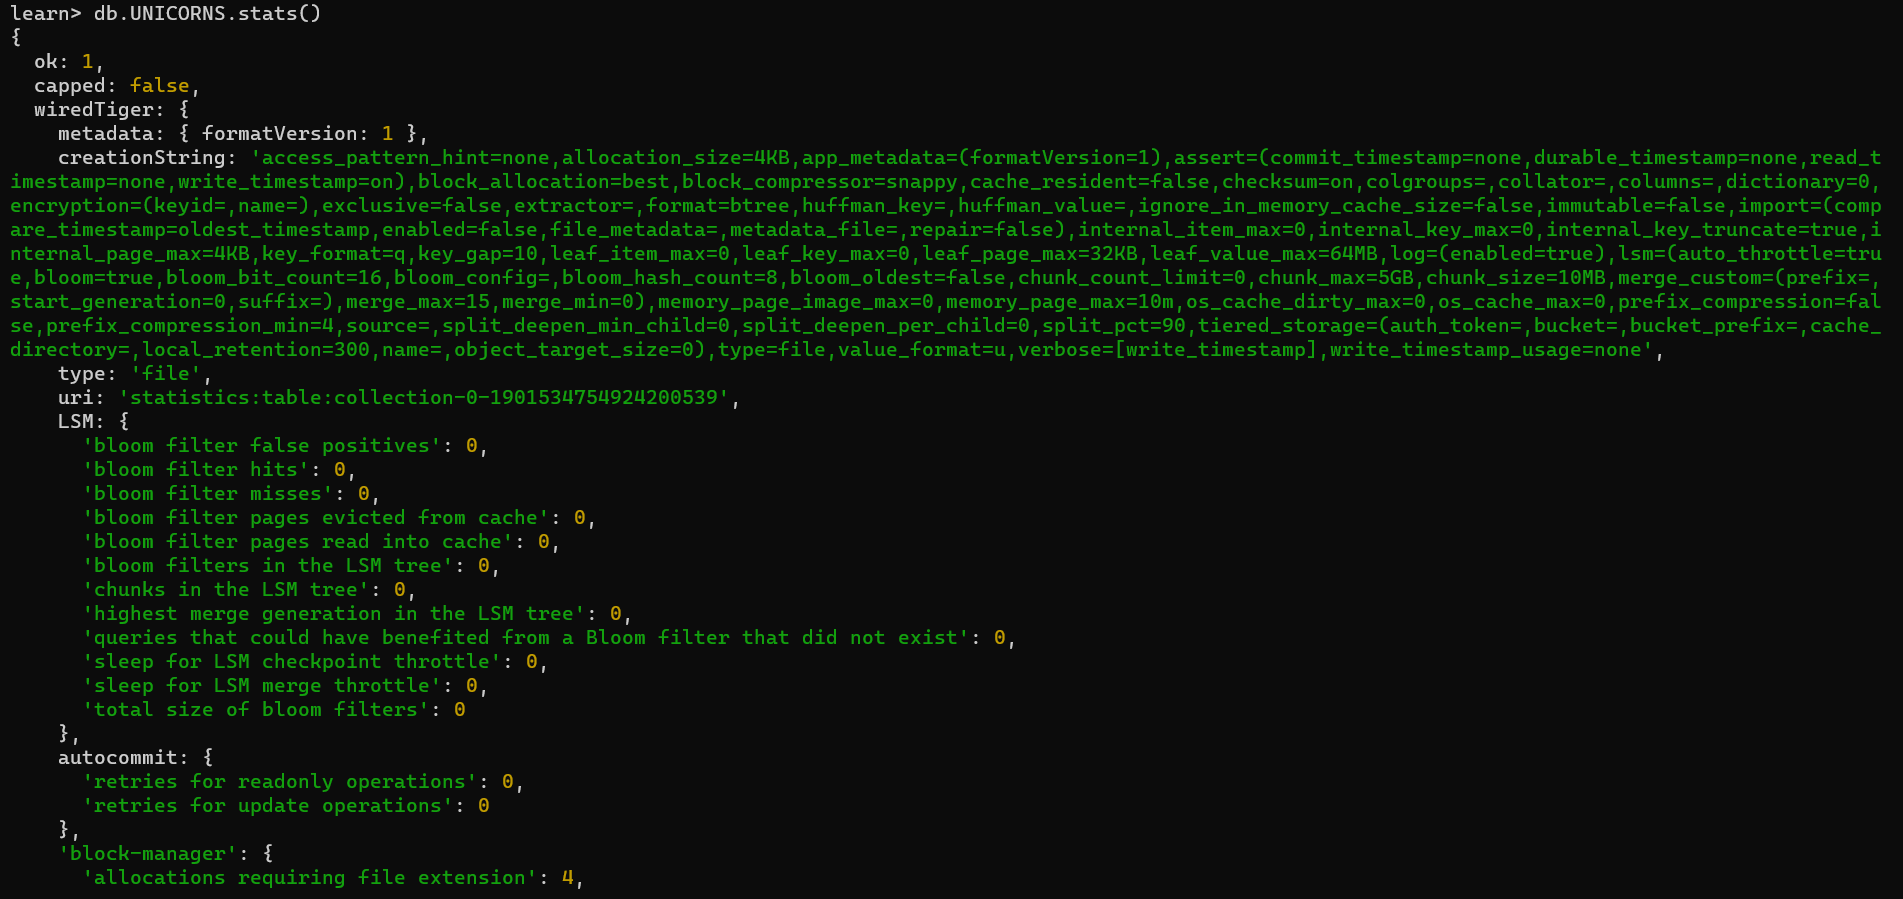 learn> db.UNICORNS.stats()
{
  ok: 1,
  capped: false,
  wiredTiger: {
    metadata: { formatVersion: 1 },
    creationString: 'access_pattern_hint=none,allocation_size=4KB,app_metadata=(formatVersion=1),assert=(commit_timestamp=none,durable_timestamp=none,read_t
imestamp=none,write_timestamp=on),block_allocation=best,block_compressor=snappy,cache_resident=false,checksum=on,colgroups=,collator=,columns=,dictionary=0,
encryption=(keyid=,name=),exclusive=false,extractor=,format=btree,huffman_key=,huffman_value=,ignore_in_memory_cache_size=false,immutable=false,import=(comp
are_timestamp=oldest_timestamp,enabled=false,file_metadata=,metadata_file=,repair=false),internal_item_max=0,internal_key_max=0,internal_key_truncate=true,i
nternal_page_max=4KB,key_format=q,key_gap=10,leaf_item_max=0,leaf_key_max=0,leaf_page_max=32KB,leaf_value_max=64MB,log=(enabled=true),lsm=(auto_throttle=tru
e,bloom=true,bloom_bit_count=16,bloom_config=,bloom_hash_count=8,bloom_oldest=false,chunk_count_limit=0,chunk_max=5GB,chunk_size=10MB,merge_custom=(prefix=,
start_generation=0,suffix=),merge_max=15,merge_min=0),memory_page_image_max=0,memory_page_max=10m,os_cache_dirty_max=0,os_cache_max=0,prefix_compression=fal
se,prefix_compression_min=4,source=,split_deepen_min_child=0,split_deepen_per_child=0,split_pct=90,tiered_storage=(auth_token=,bucket=,bucket_prefix=,cache_
directory=,local_retention=300,name=,object_target_size=0),type=file,value_format=u,verbose=[write_timestamp],write_timestamp_usage=none',
    type: 'file',
    uri: 'statistics:table:collection-0-1901534754924200539',
    LSM: {
      'bloom filter false positives': 0,
      'bloom filter hits': 0,
      'bloom filter misses': 0,
      'bloom filter pages evicted from cache': 0,
      'bloom filter pages read into cache': 0,
      'bloom filters in the LSM tree': 0,
      'chunks in the LSM tree': 0,
      'highest merge generation in the LSM tree': 0,
      'queries that could have benefited from a Bloom filter that did not exist': 0,
      'sleep for LSM checkpoint throttle': 0,
      'sleep for LSM merge throttle': 0,
      'total size of bloom filters': 0
    },
    autocommit: {
      'retries for readonly operations': 0,
      'retries for update operations': 0
    },
    'block-manager': {
      'allocations requiring file extension': 4,